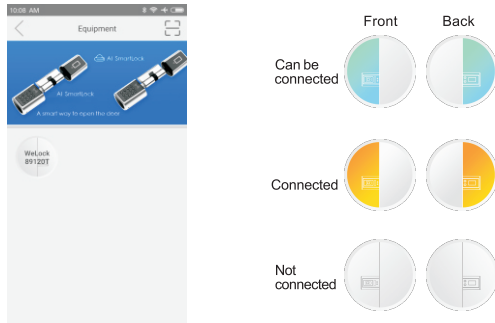 10:08 AM
Equipment
AI SmartLock
AI SmartLock
A smart way to open the door
WeLock
8912DT
Front Back
Can be
connected
Connected
Not
connected